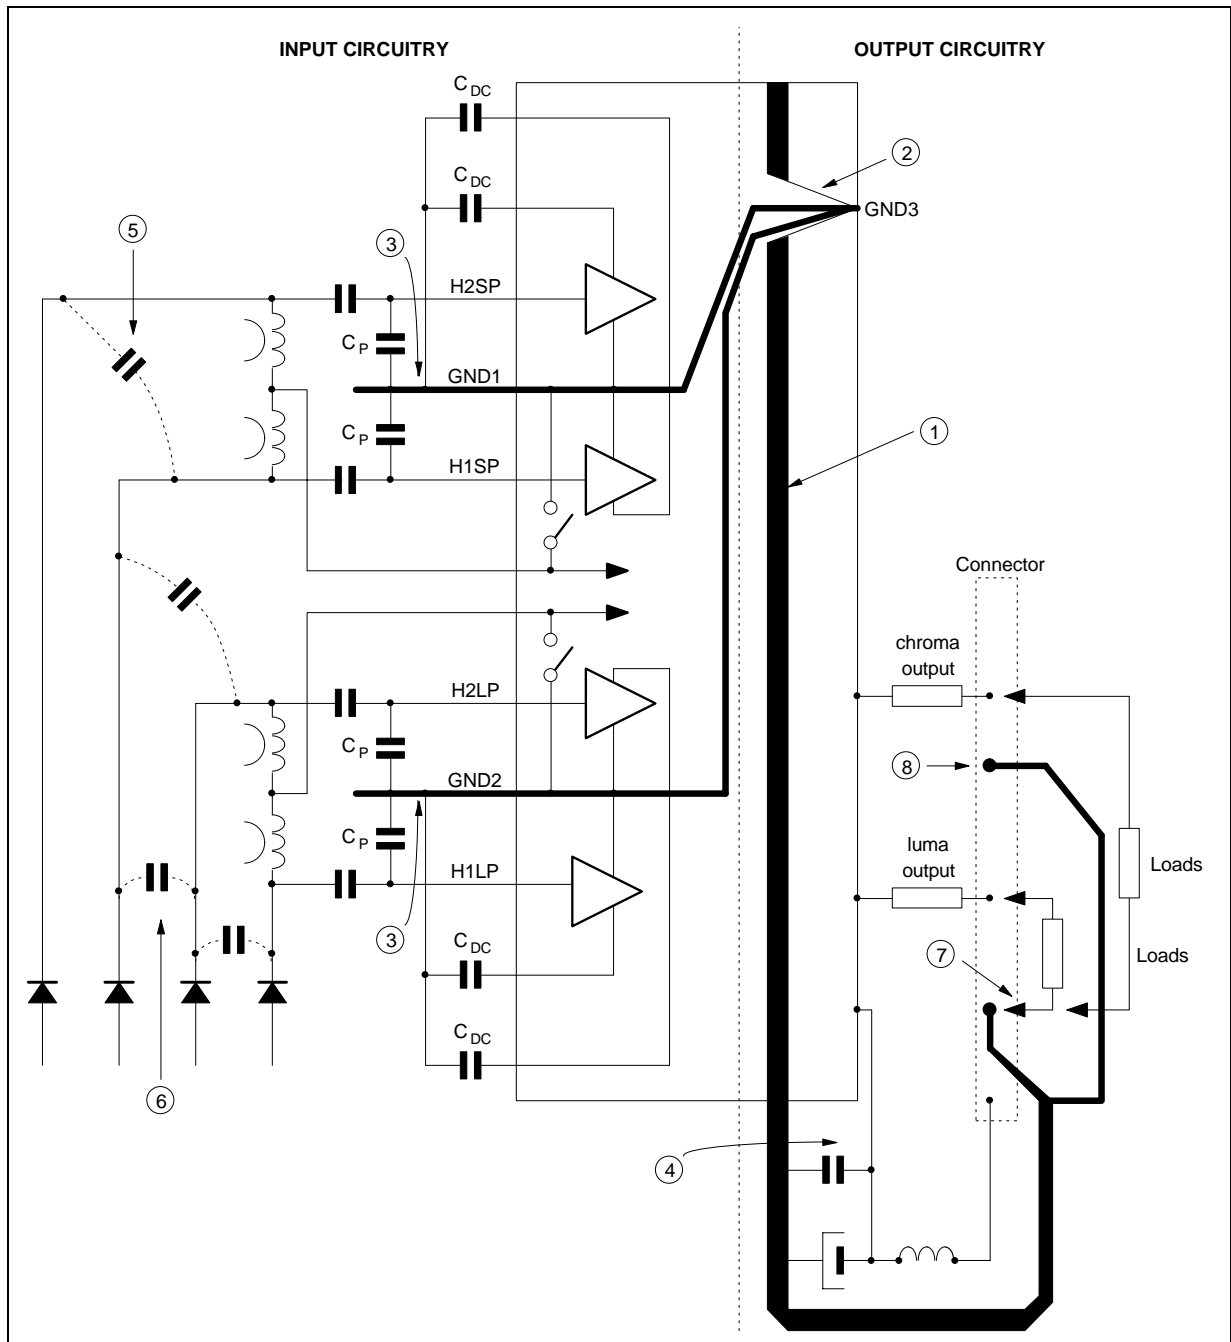 INPUT CIRCUITRY
OUTPUT CIRCUITRY
C DC
C DC
2
GND3
5
3
H2SP
C P
GND1
C P
H1SP
1
Connector
chroma
output
H2LP
C P
GND2
8
C P
luma
output
Loads
H1LP
3
C DC
7
Loads
C DC
6
4